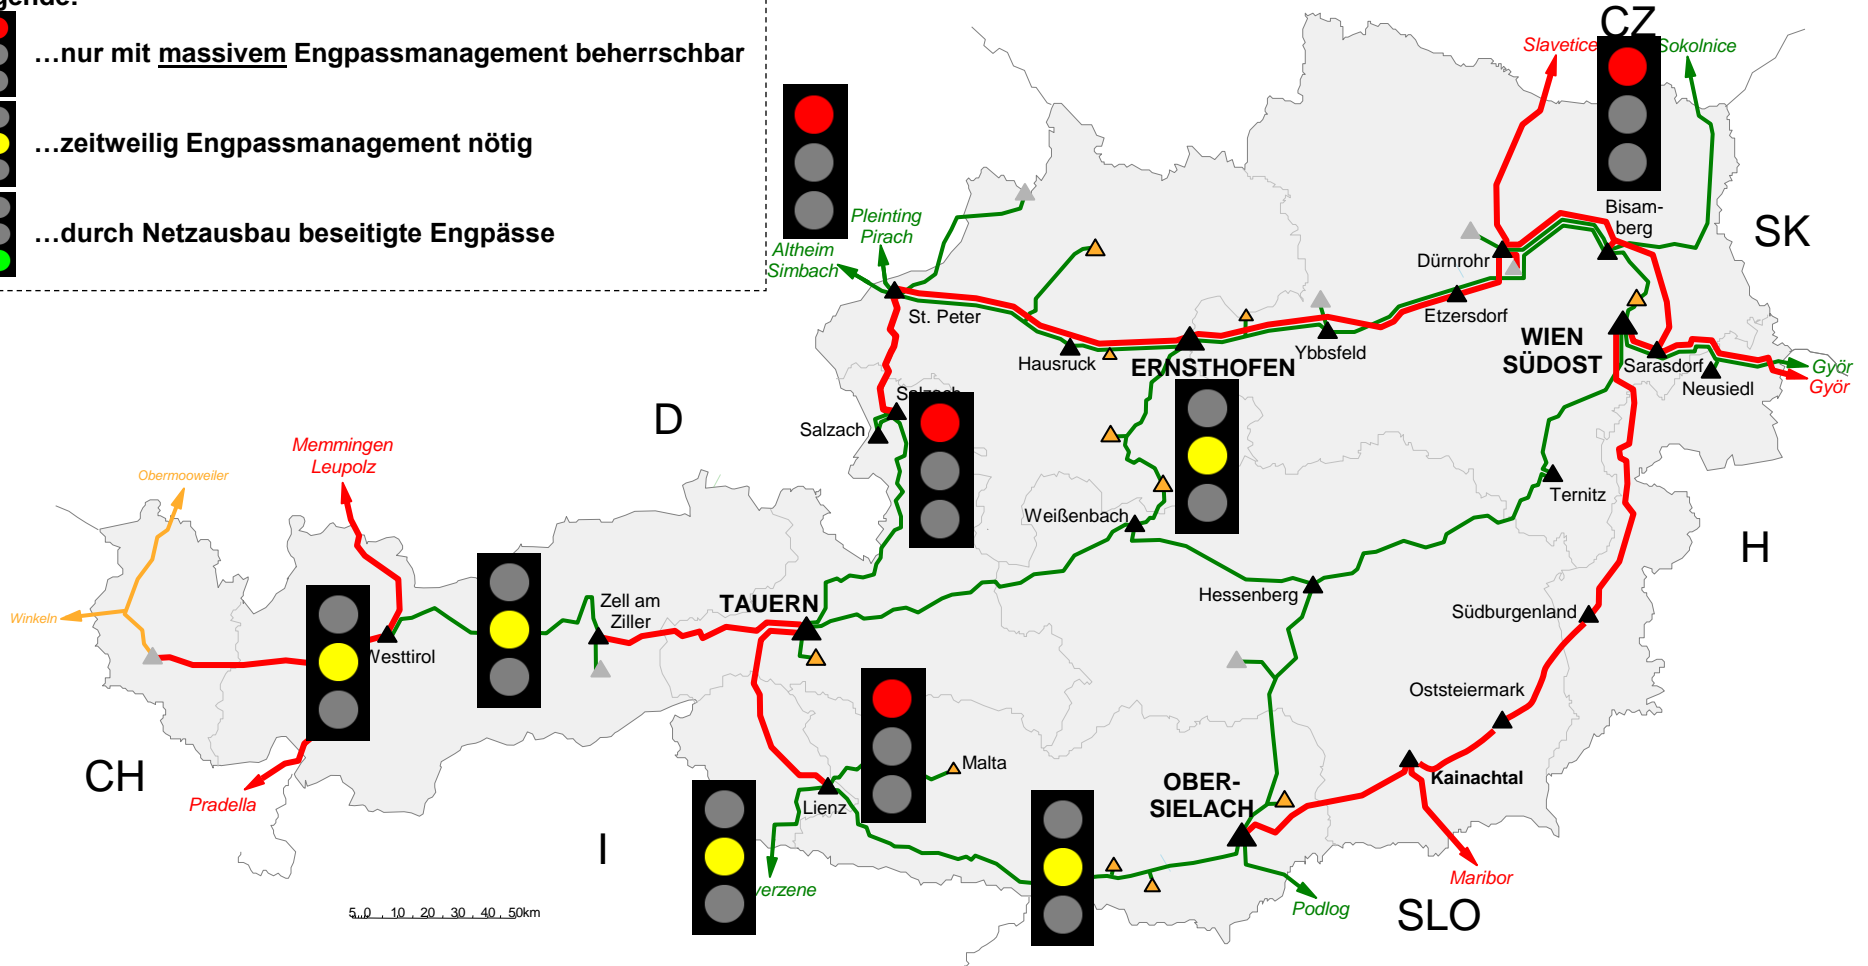 …nur mit massivem Engpassmanagement beherrschbar
…zeitweilig Engpassmanagement nötig
…durch Netzausbau beseitigte Engpässe
CZ
Slavetice
Sokolnice
Bisam-
berg
SK
Pleinting
Pirach
Altheim
Simbach
Dürnrohr
St. Peter
Etzersdorf
Hausruck
ERNSTHOFEN
Ybbsfeld
WIEN
SÜDOST
Sarasdorf
Neusiedl
Györ
Györ
D
Salzach
Memmingen
Leupolz
Obermooweiler
Ternitz
Weißenbach
H
Winkeln
Zell am
Ziller
TAUERN
Hessenberg
Südburgenland
Westtirol
Oststeiermark
CH
Pradella
Malta
Lienz
OBER-
SIELACH
Kainachtal
I
verzene
Maribor
Podlog
SLO
5 0 10 20 30 40 50km